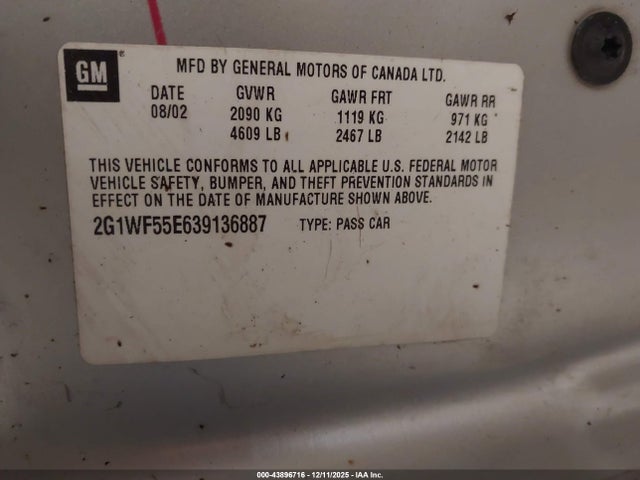 GM
MFD BY GENERAL MOTORS OF CANADA LTD.
DATE GVWR GAWR FRT GAWR RR
08/02 2090 KG 1119 KG 971 KG
4609 LB 2467 LB 2142 LB
THIS VEHICLE CONFORMS TO ALL APPLICABLE U.S. FEDERAL MOTOR
VEHICLE SAFETY, BUMPER, AND THEFT PREVENTION STANDARDS IN
EFFECT ON THE DATE OF MANUFACTURE SHOWN ABOVE.
2G1WF55E639136887 TYPE: PASS CAR
000-43896716 - 12/11/2025 - IAA Inc.